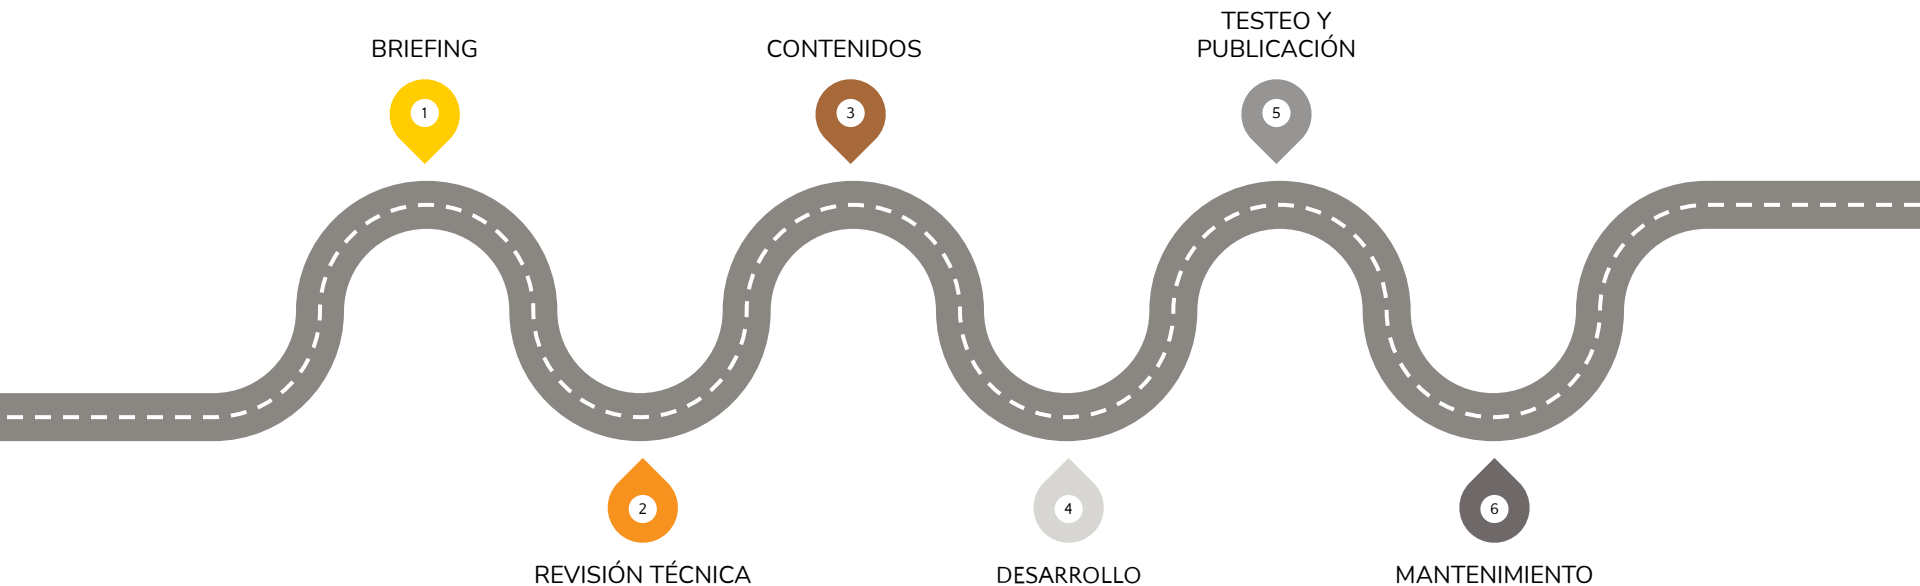 BRIEFING
1
REVISIÓN TÉCNICA
2
CONTENIDOS
3
DESARROLLO
4
TESTEO Y
PUBLICACIÓN
5
MANTENIMIENTO
6